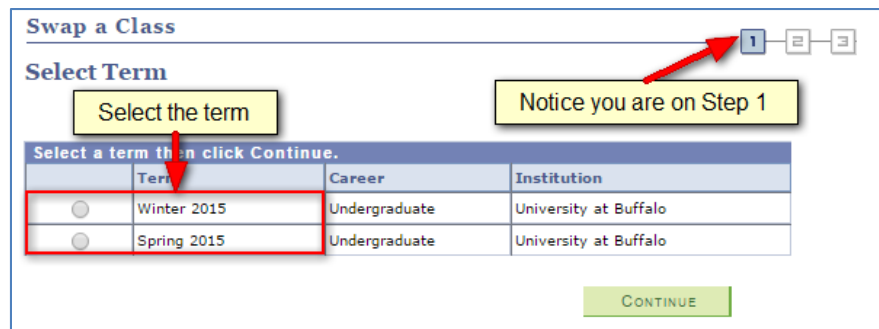 Swap a Class
1 2 3
Select Term
Select the term
Notice you are on Step 1
Select a term then click Continue.
Term Career Institution
Winter 2015 Undergraduate University at Buffalo
Spring 2015 Undergraduate University at Buffalo
CONTINUE